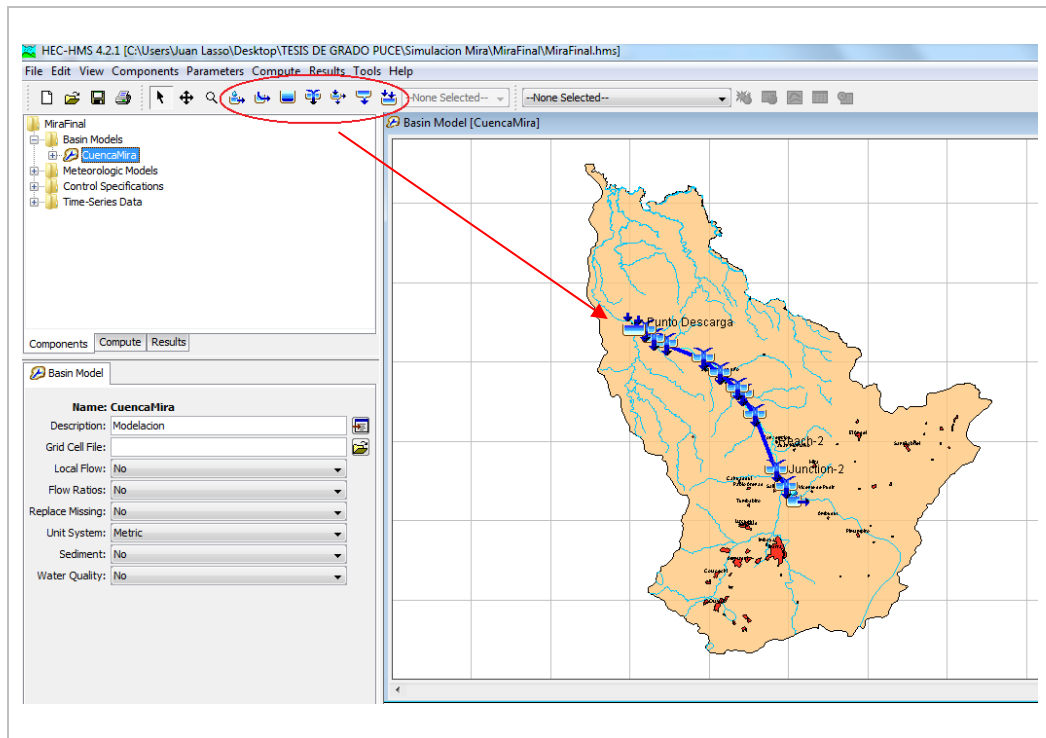 HEC-HMS 4.2.1 [C:\Users\Juan Lasso\Desktop\TESIS DE GRADO PUCE\Simulacion Mira\MiraFinal\MiraFinal.hms]
File Edit View Components Parameters Compute Results Tools Help
--None Selected-- --None Selected--
MiraFinal
Basin Models
CuencaMira
Meteorologic Models
Control Specifications
Time-Series Data
Components Compute Results
Basin Model
Name: CuencaMira
Description: Modelacion
Grid Cell File:
Local Flow: No
Flow Ratios: No
Replace Missing: No
Unit System: Metric
Sediment: No
Water Quality: No
Basin Model [CuencaMira]
Punto Descarga
Reach-2
Junction-2